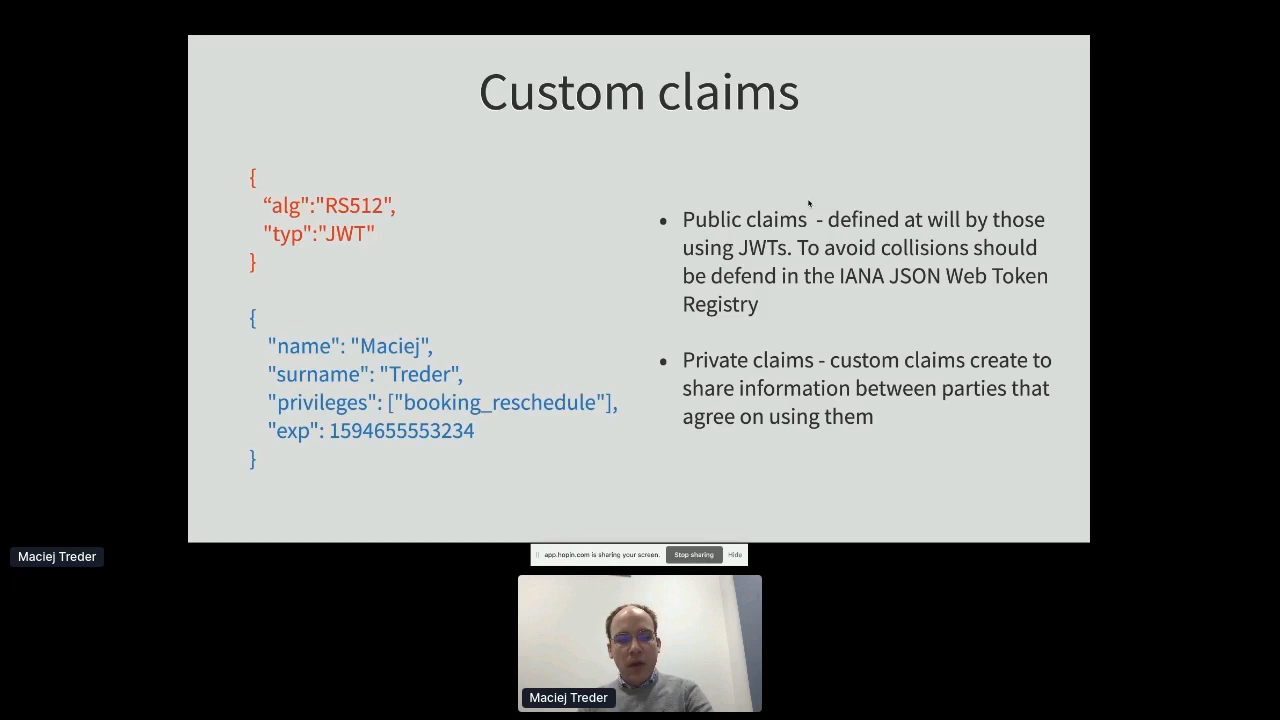 Custom claims
{
“alg":"RS512",
"typ":"JWT"
}
{
"name": "Maciej",
"surname": "Treder",
"privileges": ["booking_reschedule"],
"exp": 1594655553234
}
• Public claims - defined at will by those
using JWTs. To avoid collisions should
be defend in the IANA JSON Web Token
Registry
• Private claims - custom claims create to
share information between parties that
agree on using them
Maciej Treder
app.hopin.com is sharing your screen. Stop sharing Hide
Maciej Treder